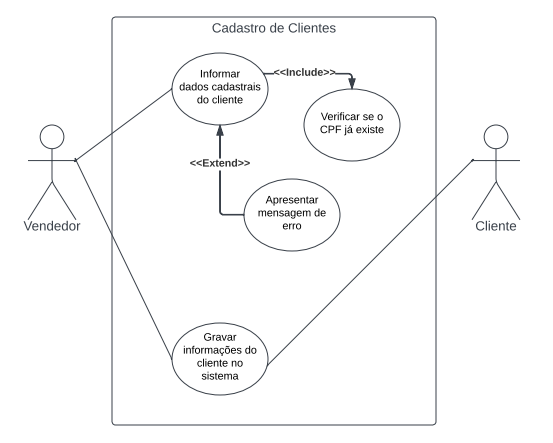 Cadastro de Clientes
Informar
dados cadastrais
do cliente
<<Include>>
Verificar se o
CPF já existe
<<Extend>>
Apresentar
mensagem de
erro
Vendedor
Cliente
Gravar
informações do
cliente no
sistema